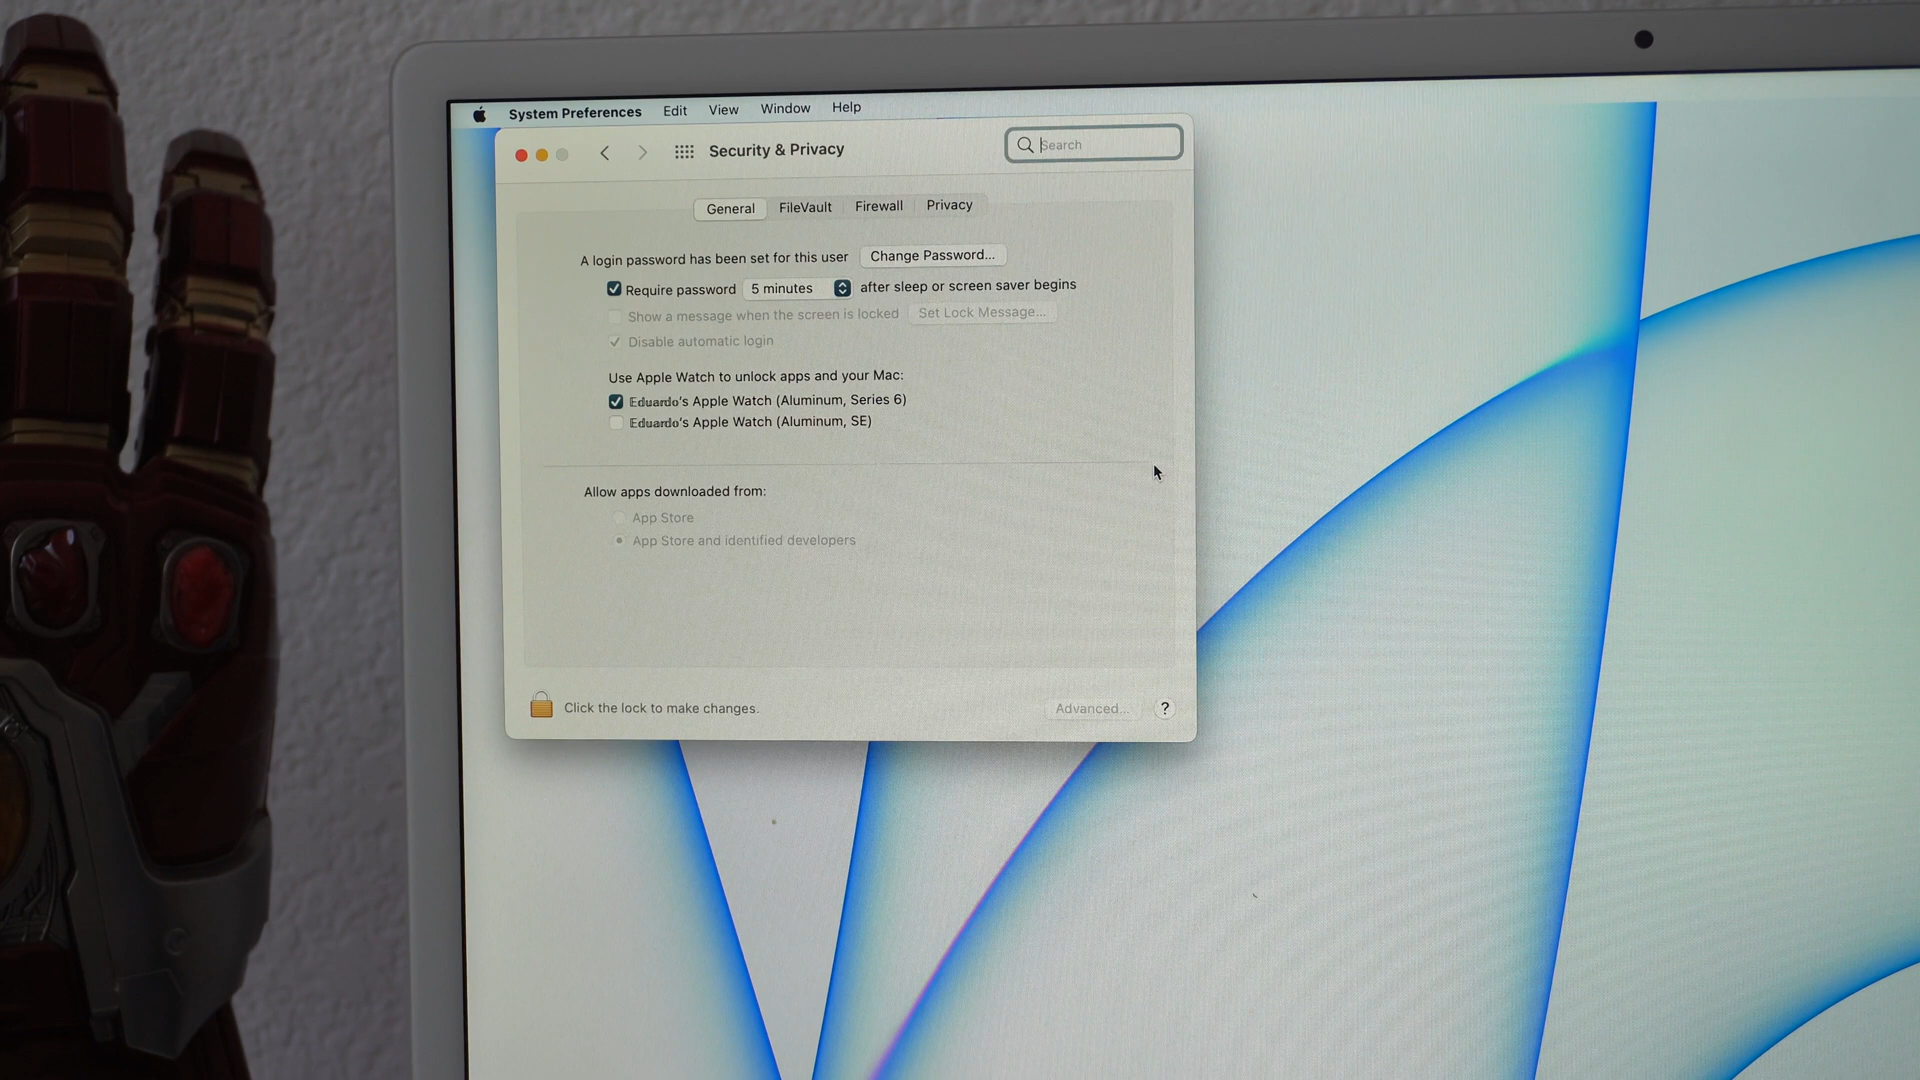 System Preferences Edit View Window Help
Security & Privacy
Search
General FileVault Firewall Privacy
A login password has been set for this user Change Password...
Require password 5 minutes after sleep or screen saver begins
Show a message when the screen is locked Set Lock Message...
Disable automatic login
Use Apple Watch to unlock apps and your Mac:
Eduardo's Apple Watch (Aluminum, Series 6)
Eduardo's Apple Watch (Aluminum, SE)
Allow apps downloaded from:
App Store
App Store and identified developers
Click the lock to make changes.
Advanced... ?